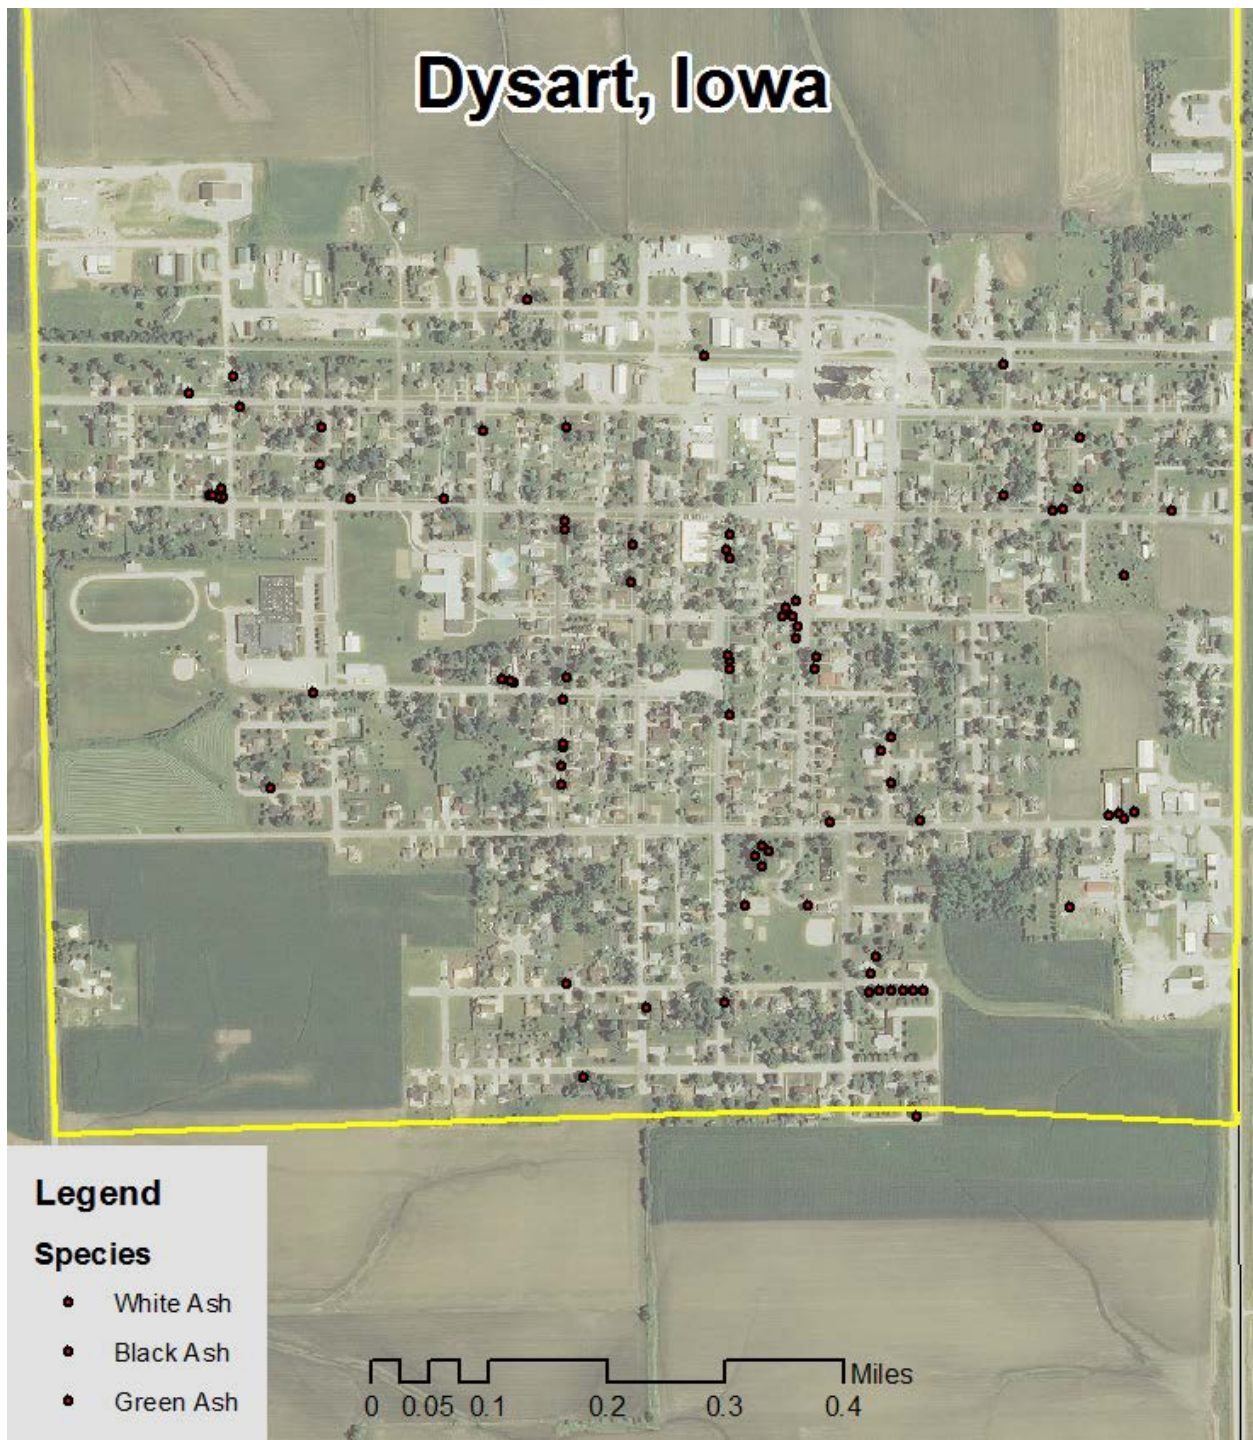 Dysart, Iowa
Legend
Species
White Ash
Black Ash
Green Ash
Miles
0 0.05 0.1 0.2 0.3 0.4